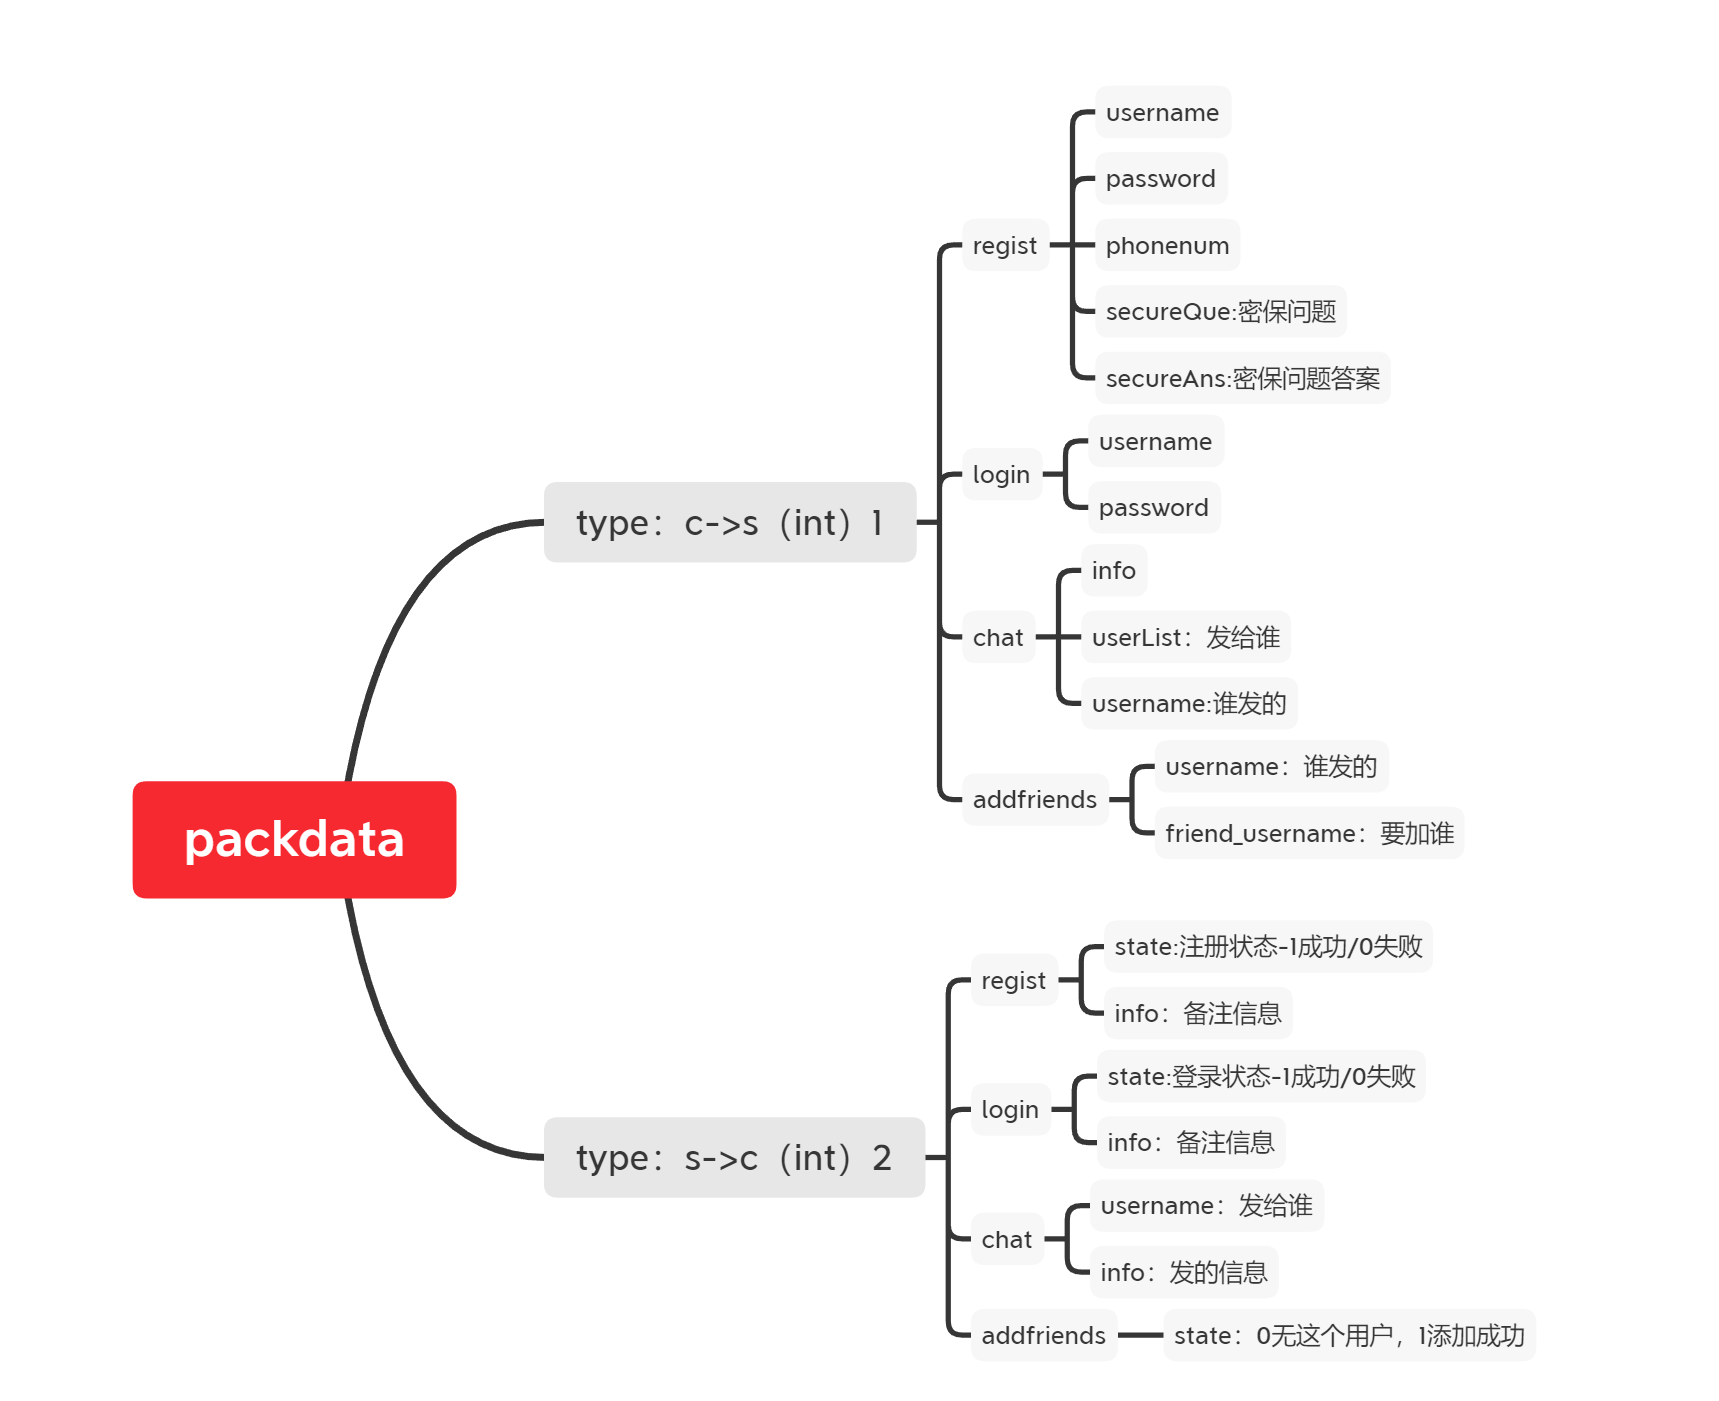 packdata
type：c->s（int）1
regist
username
password
phonenum
secureQue:密保问题
secureAns:密保问题答案
login
username
password
chat
info
userList：发给谁
username:谁发的
addfriends
username：谁发的
friend_username：要加谁
type：s->c（int）2
regist
state:注册状态-1成功/0失败
info：备注信息
login
state:登录状态-1成功/0失败
info：备注信息
chat
username：发给谁
info：发的信息
addfriends
state：0无这个用户，1添加成功